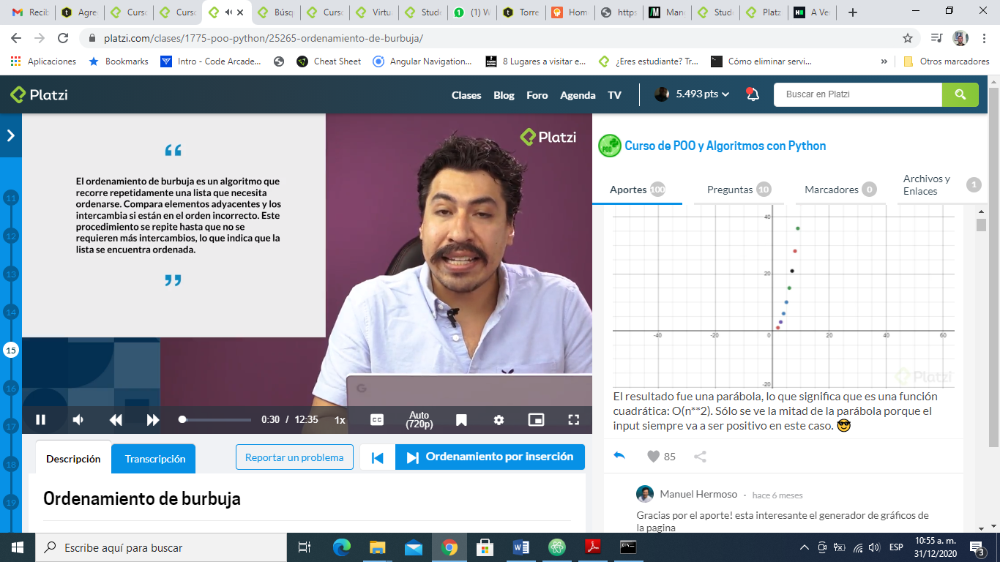 Recib
Agre
Curso
Curso
Búsq
Curso
Virtu
Stude
(1) W
Torre
Hom
https
Man
Stud
Platz
A Ve
platzi.com/clases/1775-poo-python/25265-ordenamiento-de-burbuja/
Aplicaciones
Bookmarks
Intro - Code Arcade...
Cheat Sheet
Angular Navigation...
8 Lugares a visitar e...
¿Eres estudiante? Tr...
Cómo eliminar servi...
»
Otros marcadores
Platzi
Clases
Blog
Foro
Agenda
TV
5.493 pts
Buscar en Platzi
11
12
13
14
15
16
17
18
19
“
El ordenamiento de burbuja es un algoritmo que
recorre repetidamente una lista que necesita
ordenarse. Compara elementos adyacentes y los
intercambia si están en el orden incorrecto. Este
procedimiento se repite hasta que no se
requieren más intercambios, lo que indica que la
lista se encuentra ordenada.
”
Platzi
G
0:30 / 12:35
1x
CC
Auto
(720p)
Descripción
Transcripción
Reportar un problema
Ordenamiento por inserción
Ordenamiento de burbuja
POO
Curso de POO y Algoritmos con Python
Aportes 100
Preguntas 10
Marcadores 0
Archivos y
Enlaces 1
40
20
-40
-20
0
20
40
60
-20
Platzi
El resultado fue una parábola, lo que significa que es una función
cuadrática: O(n**2). Sólo se ve la mitad de la parábola porque el
input siempre va a ser positivo en este caso. 😎
85
Manuel Hermoso - hace 6 meses
Gracias por el aporte! esta interesante el generador de gráficos de
la pagina
Escribe aquí para buscar
ESP
10:55 a. m.
31/12/2020
3